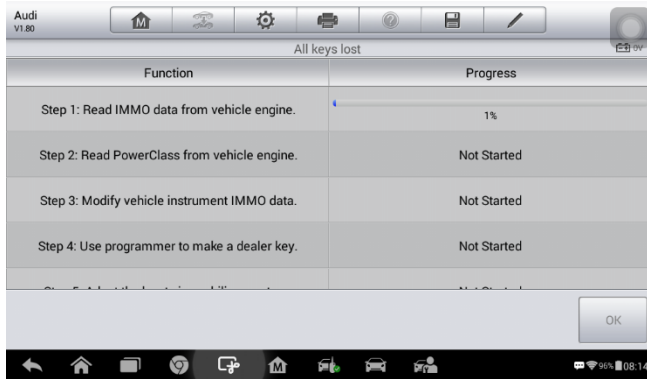 Audi
V1.80
All keys lost
0V
Function Progress
Step 1: Read IMMO data from vehicle engine.
1%
Step 2: Read PowerClass from vehicle engine. Not Started
Step 3: Modify vehicle instrument IMMO data. Not Started
Step 4: Use programmer to make a dealer key. Not Started
OK
96% 08:14